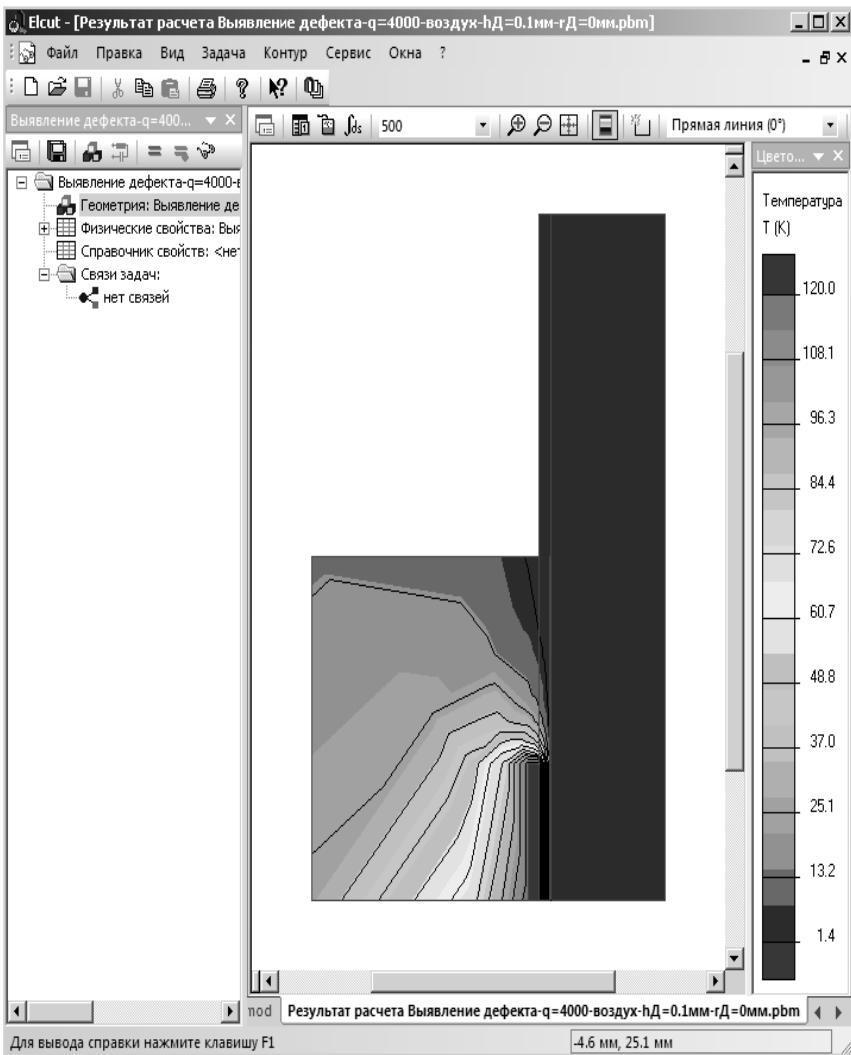 Elcut - [Результат расчета Выявление дефекта-q=4000-воздух-hД=0.1мм-rД=0мм.pbm]
Файл Правка Вид Задача Контур Сервис Окна ?
Выявление дефекта-q=400...
500
Прямая линия (0°)
Цвето...
Выявление дефекта-q=4000-в
Геометрия: Выявление де
Физические свойства: Выя
Справочник свойств: <нет
Связи задач:
нет связей
Температура
T (K)
120.0
108.1
96.3
84.4
72.6
60.7
48.8
37.0
25.1
13.2
1.4
mod
Результат расчета Выявление дефекта-q=4000-воздух-hД=0.1мм-rД=0мм.pbm
Для вывода справки нажмите клавишу F1
-4.6 мм, 25.1 мм